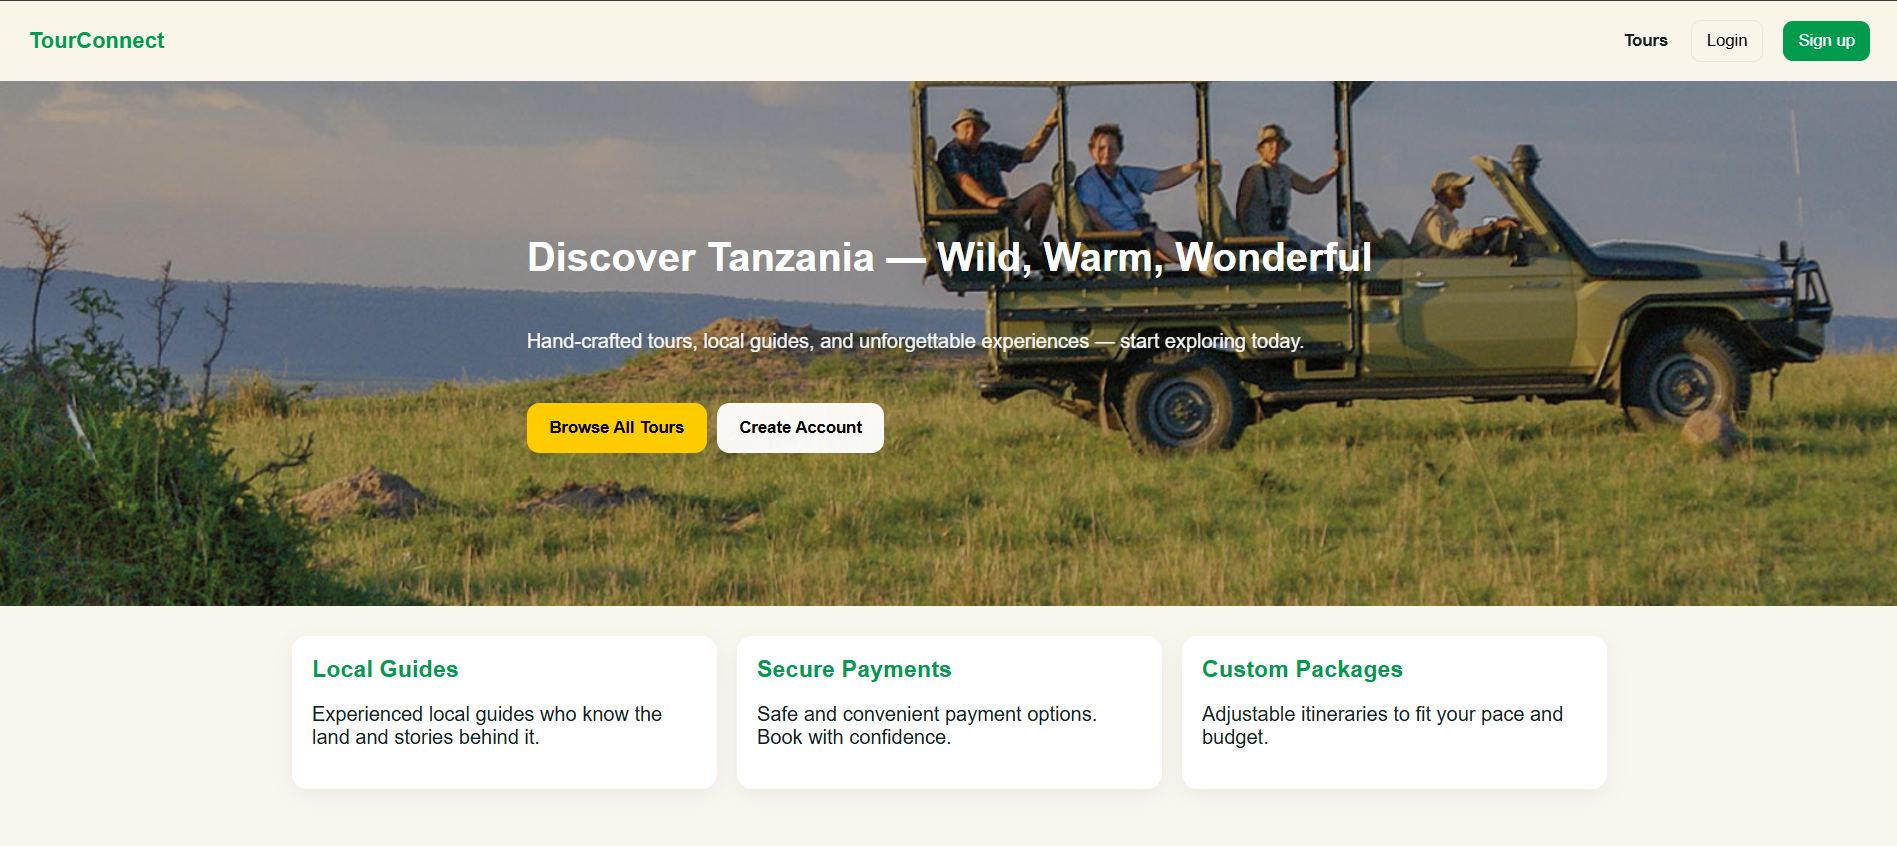 TourConnect
Tours
Login
Sign up
Discover Tanzania — Wild, Warm, Wonderful
Hand-crafted tours, local guides, and unforgettable experiences — start exploring today.
Browse All Tours
Create Account
Local Guides
Experienced local guides who know the
land and stories behind it.
Secure Payments
Safe and convenient payment options.
Book with confidence.
Custom Packages
Adjustable itineraries to fit your pace and
budget.